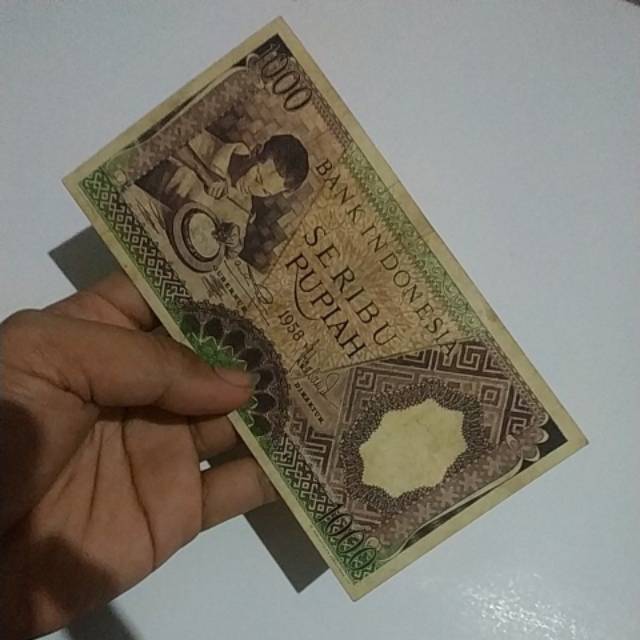 1000
BANK INDONESIA
SERIBU
RUPIAH
1958
1000